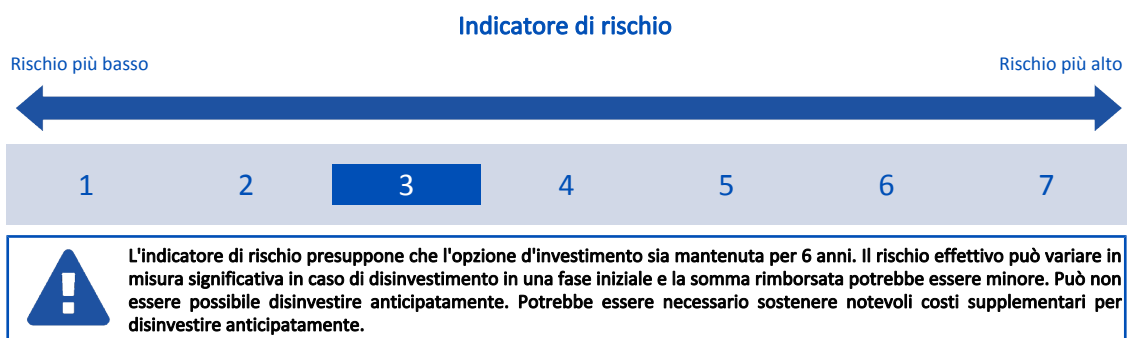 Indicatore di rischio
Rischio più basso
Rischio più alto
1 2 3 4 5 6 7
L'indicatore di rischio presuppone che l'opzione d'investimento sia mantenuta per 6 anni. Il rischio effettivo può variare in
misura significativa in caso di disinvestimento in una fase iniziale e la somma rimborsata potrebbe essere minore. Può non
essere possibile disinvestire anticipatamente. Potrebbe essere necessario sostenere notevoli costi supplementari per
disinvestire anticipatamente.